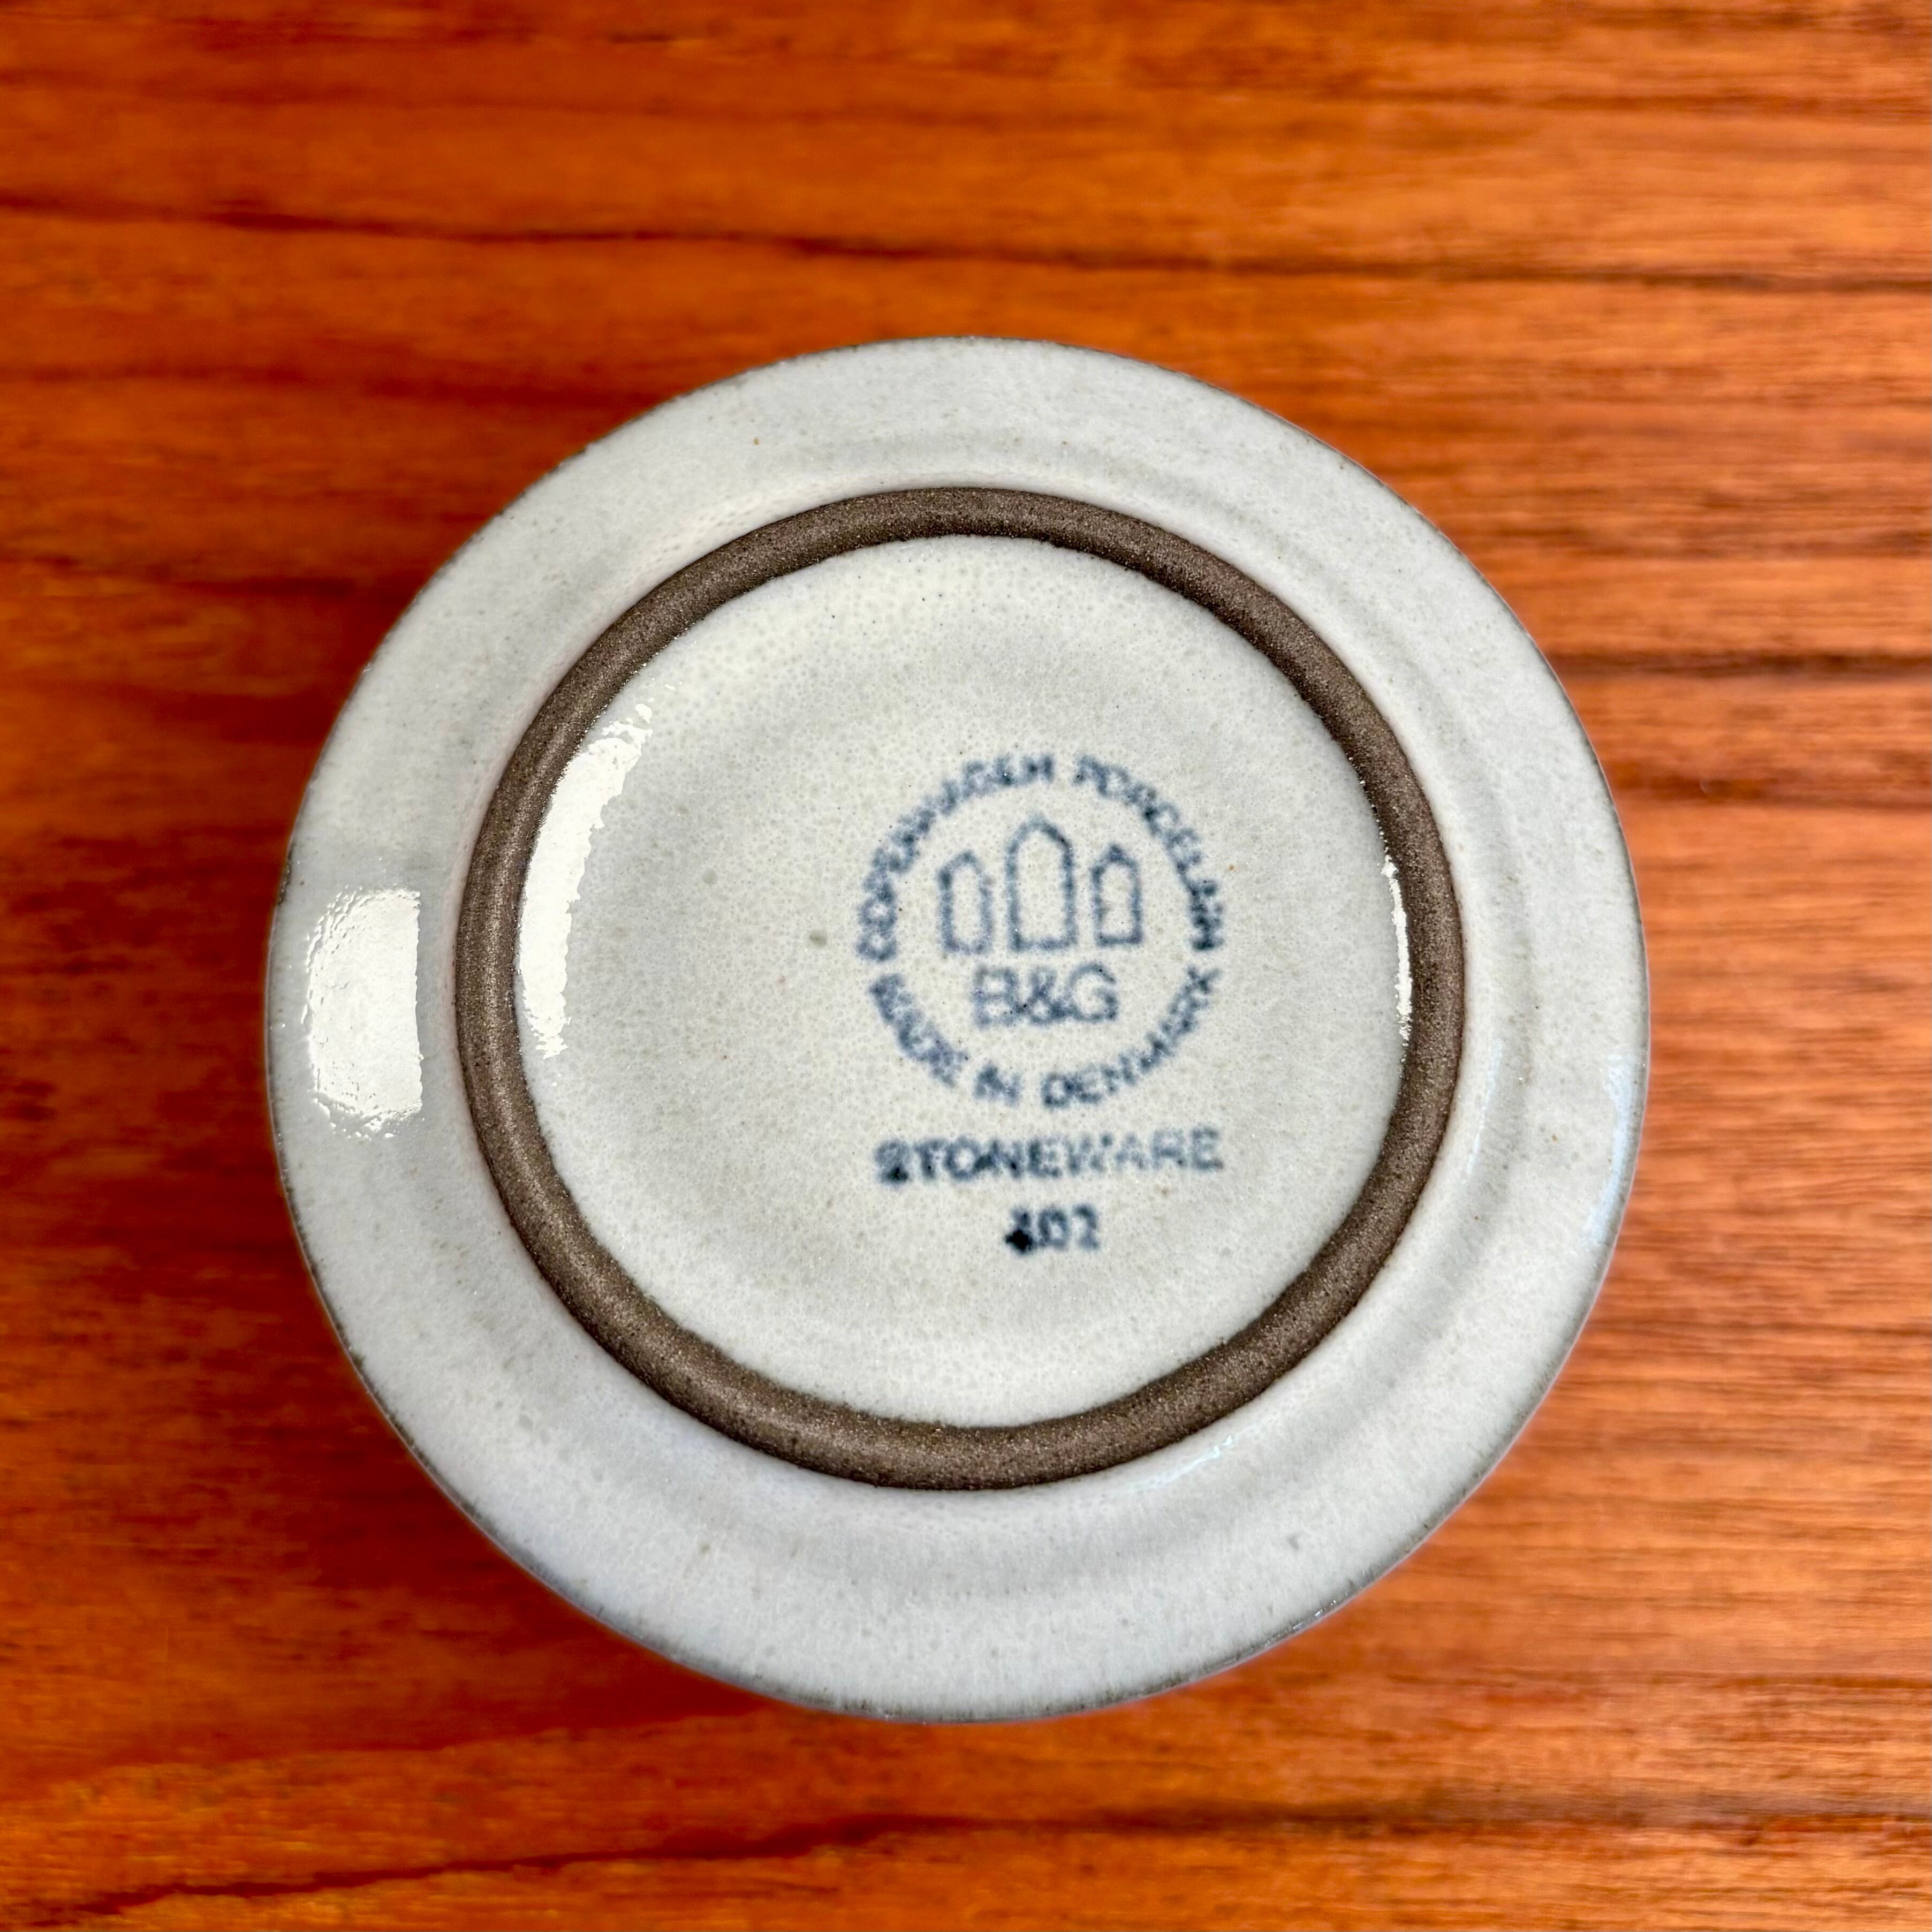 COPENHAGEN PORCELAIN
B&G
MADE IN DENMARK
STONEWARE
402